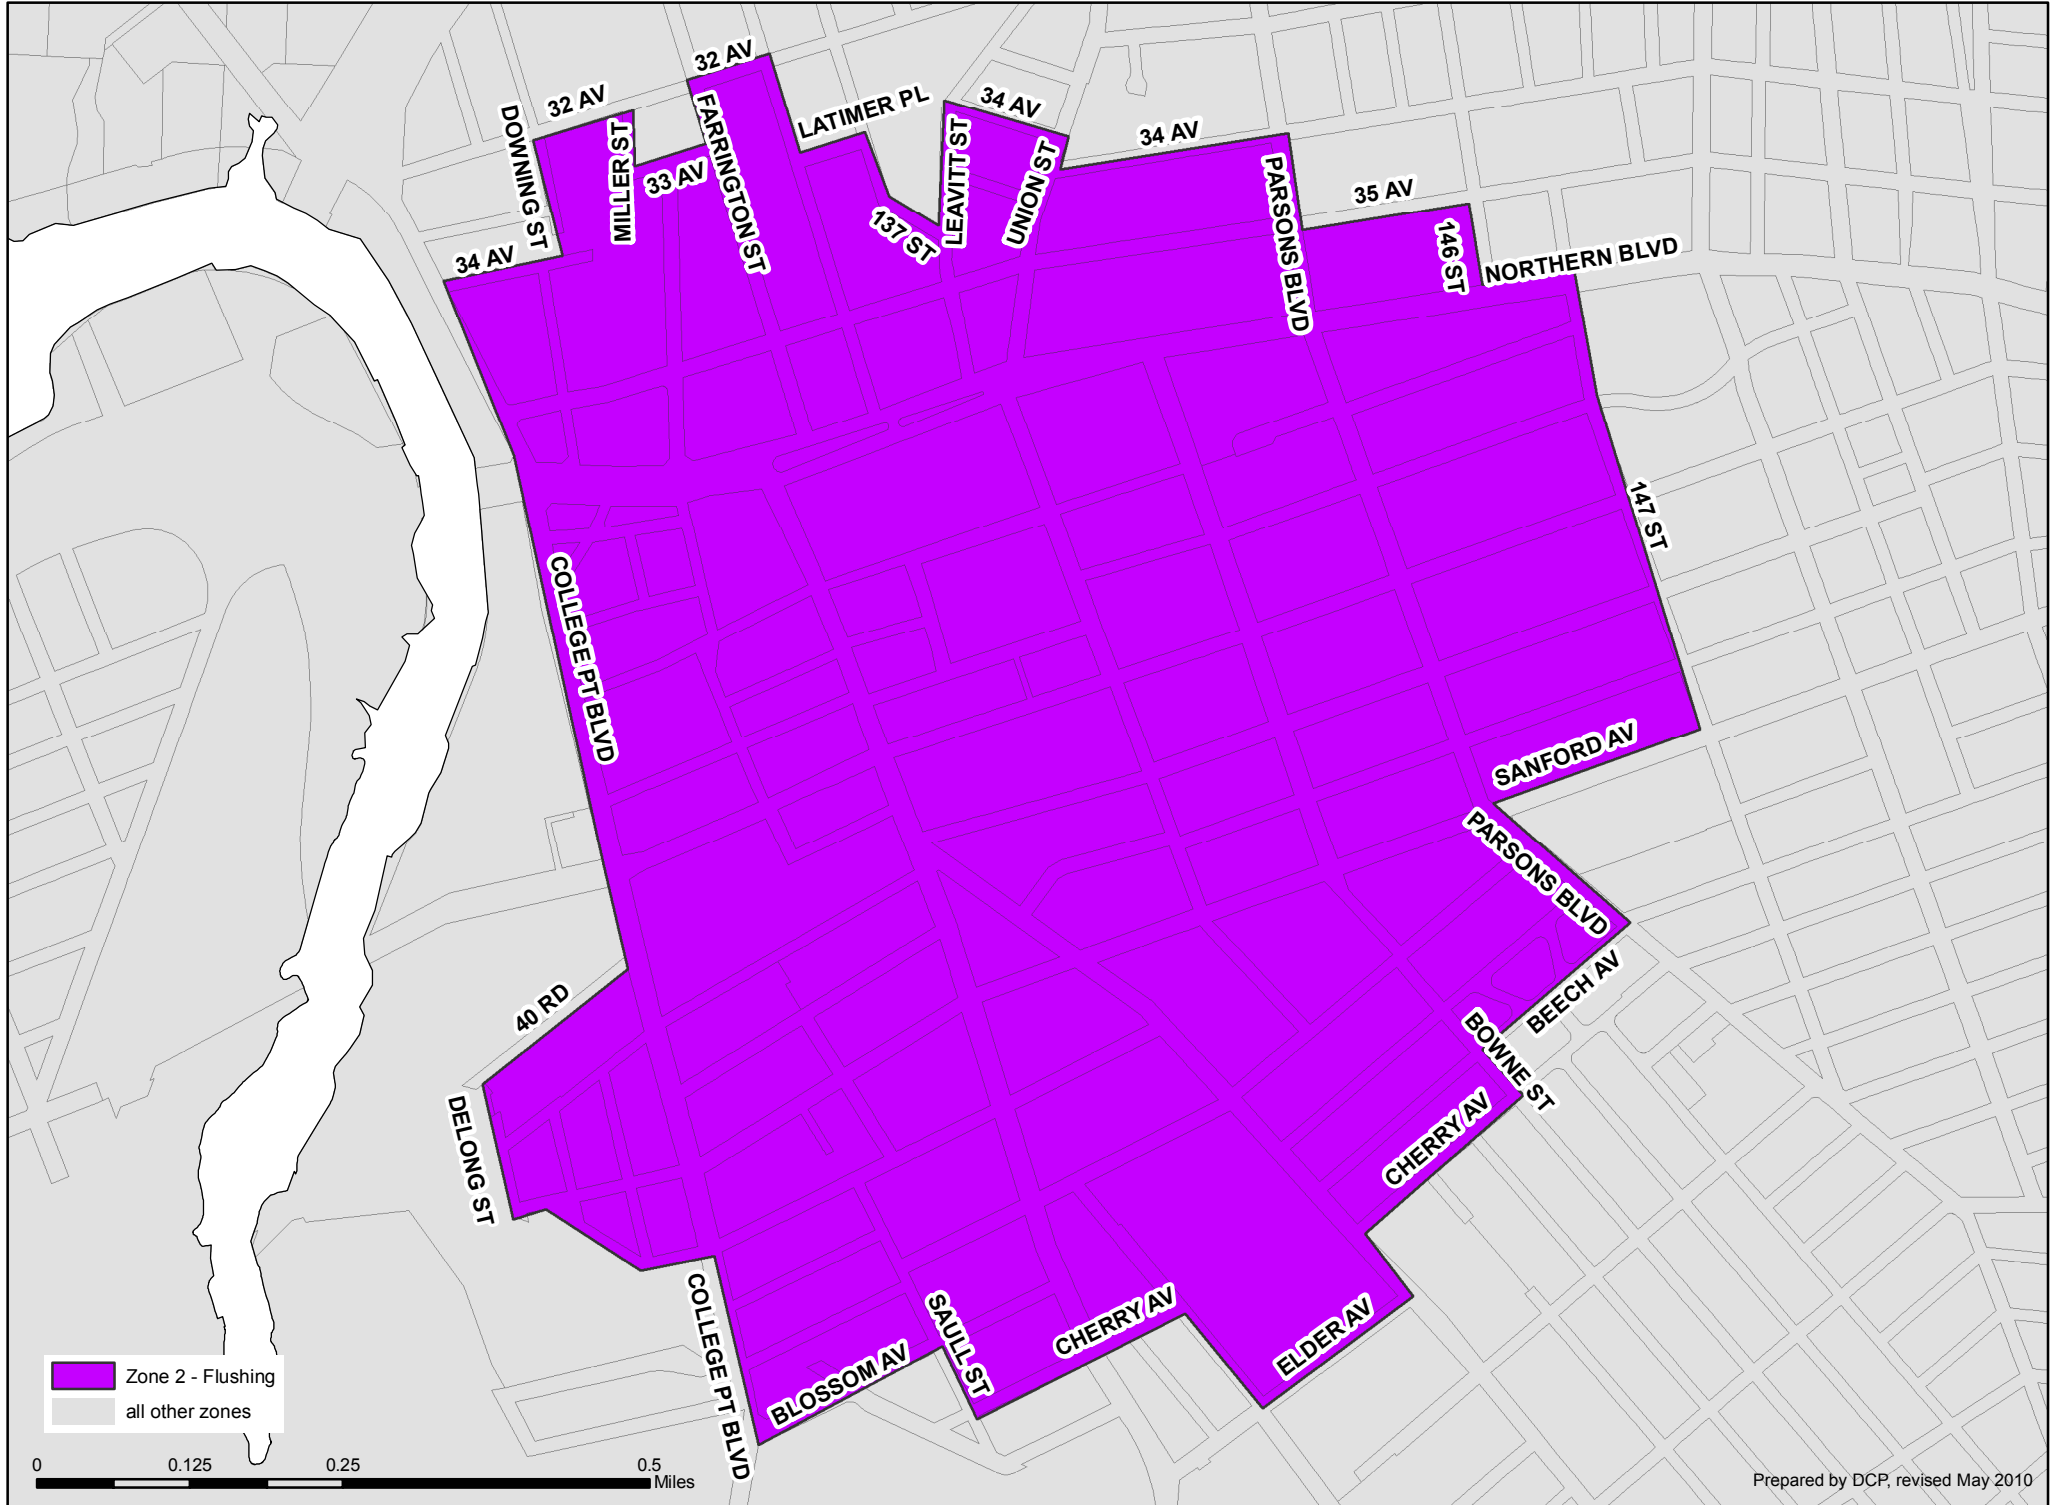 32 AV
32 AV
FARRINGTON ST
LATIMER PL
34 AV
DOWNING ST
MILLER ST
33 AV
LEAVITT ST
UNION ST
34 AV
137 ST
PARSONS BLVD
35 AV
146 ST
NORTHERN BLVD
34 AV
147 ST
COLLEGE PT BLVD
SANFORD AV
PARSONS BLVD
BEECH AV
40 RD
BOWNE ST
DELONG ST
CHERRY AV
COLLEGE PT BLVD
SAULL ST
CHERRY AV
ELDER AV
BLOSSOM AV
Zone 2 - Flushing
all other zones
0 0.125 0.25 0.5
Miles
Prepared by DCP, revised May 2010